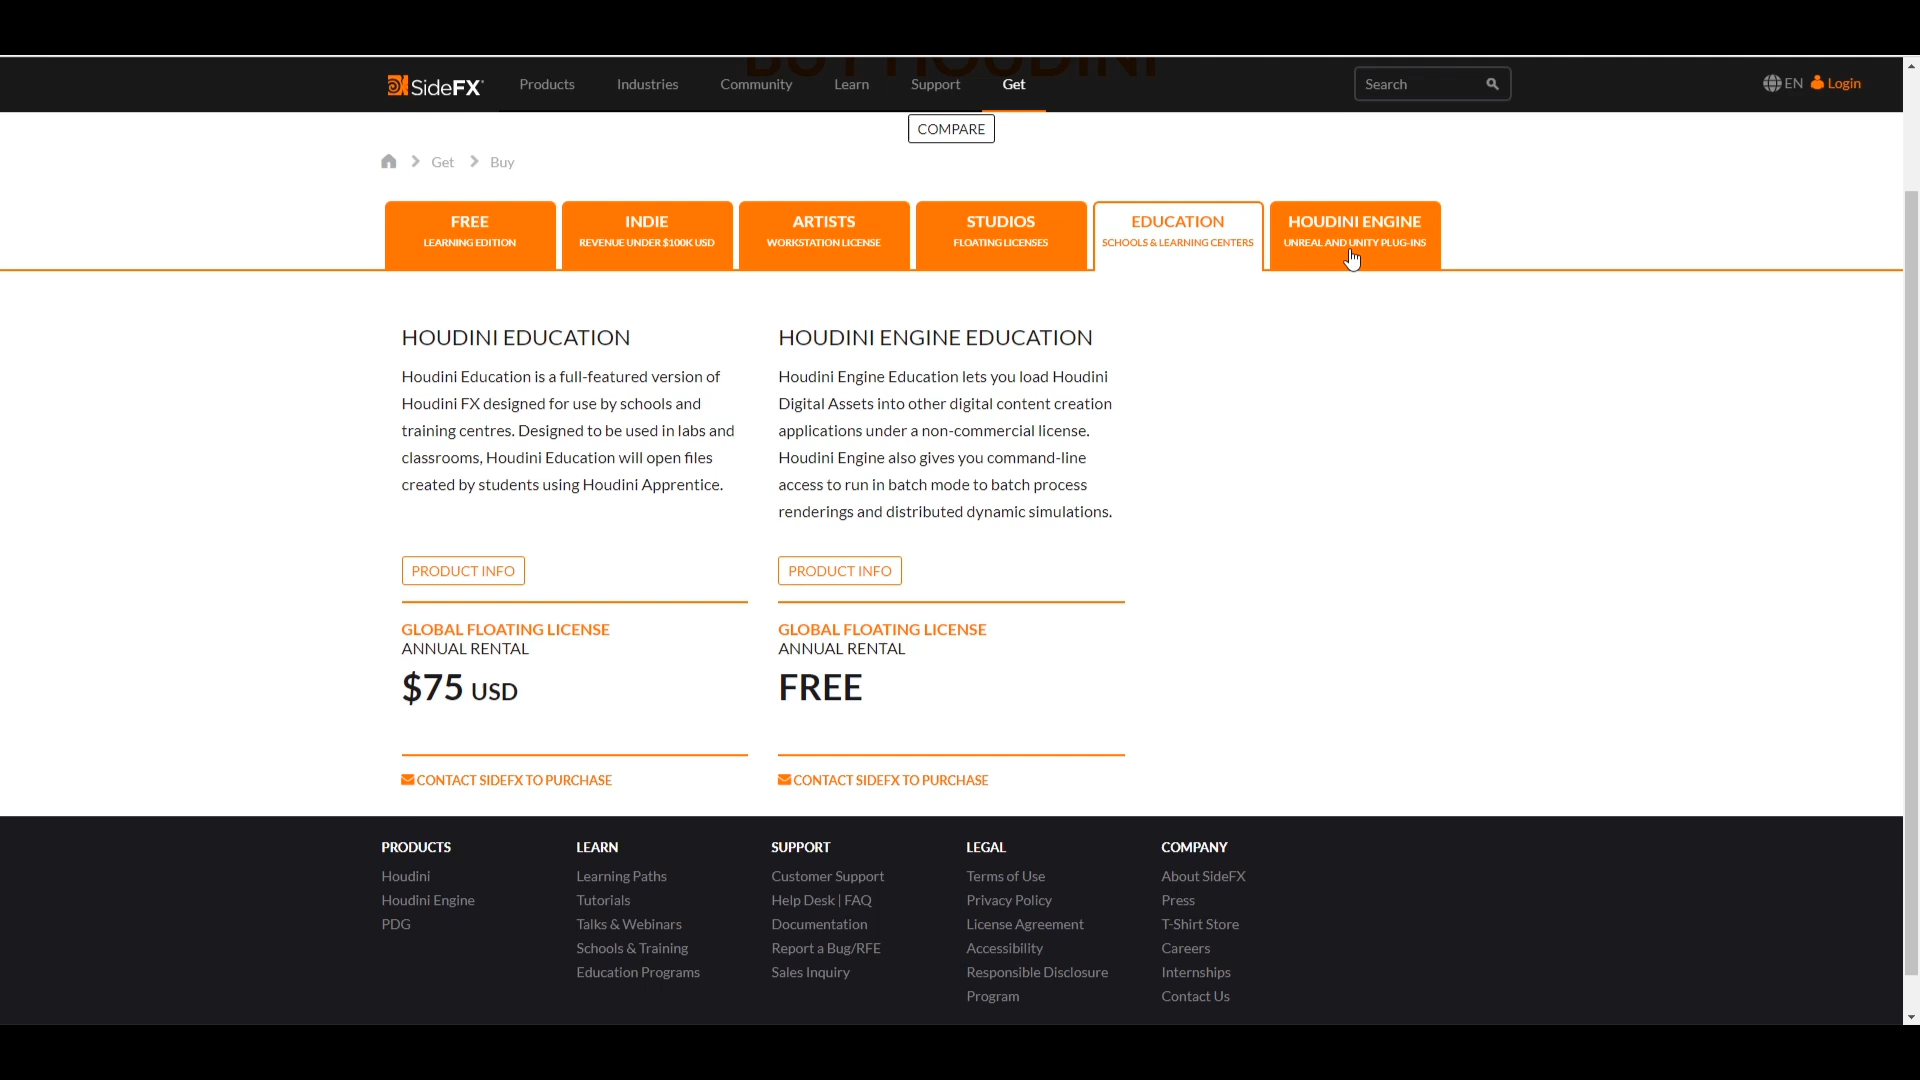 BUY HOUDINI
SideFX
Products
Industries
Community
Learn
Support
Get
Search
EN
Login
COMPARE
Get
Buy
FREE
LEARNING EDITION
INDIE
REVENUE UNDER $100K USD
ARTISTS
WORKSTATION LICENSE
STUDIOS
FLOATING LICENSES
EDUCATION
SCHOOLS & LEARNING CENTERS
HOUDINI ENGINE
UNREAL AND UNITY PLUG-INS
HOUDINI EDUCATION
Houdini Education is a full-featured version of
Houdini FX designed for use by schools and
training centres. Designed to be used in labs and
classrooms, Houdini Education will open files
created by students using Houdini Apprentice.
PRODUCT INFO
GLOBAL FLOATING LICENSE
ANNUAL RENTAL
$75 USD
CONTACT SIDEFX TO PURCHASE
HOUDINI ENGINE EDUCATION
Houdini Engine Education lets you load Houdini
Digital Assets into other digital content creation
applications under a non-commercial license.
Houdini Engine also gives you command-line
access to run in batch mode to batch process
renderings and distributed dynamic simulations.
PRODUCT INFO
GLOBAL FLOATING LICENSE
ANNUAL RENTAL
FREE
CONTACT SIDEFX TO PURCHASE
PRODUCTS
Houdini
Houdini Engine
PDG
LEARN
Learning Paths
Tutorials
Talks & Webinars
Schools & Training
Education Programs
SUPPORT
Customer Support
Help Desk | FAQ
Documentation
Report a Bug/RFE
Sales Inquiry
LEGAL
Terms of Use
Privacy Policy
License Agreement
Accessibility
Responsible Disclosure
Program
COMPANY
About SideFX
Press
T-Shirt Store
Careers
Internships
Contact Us